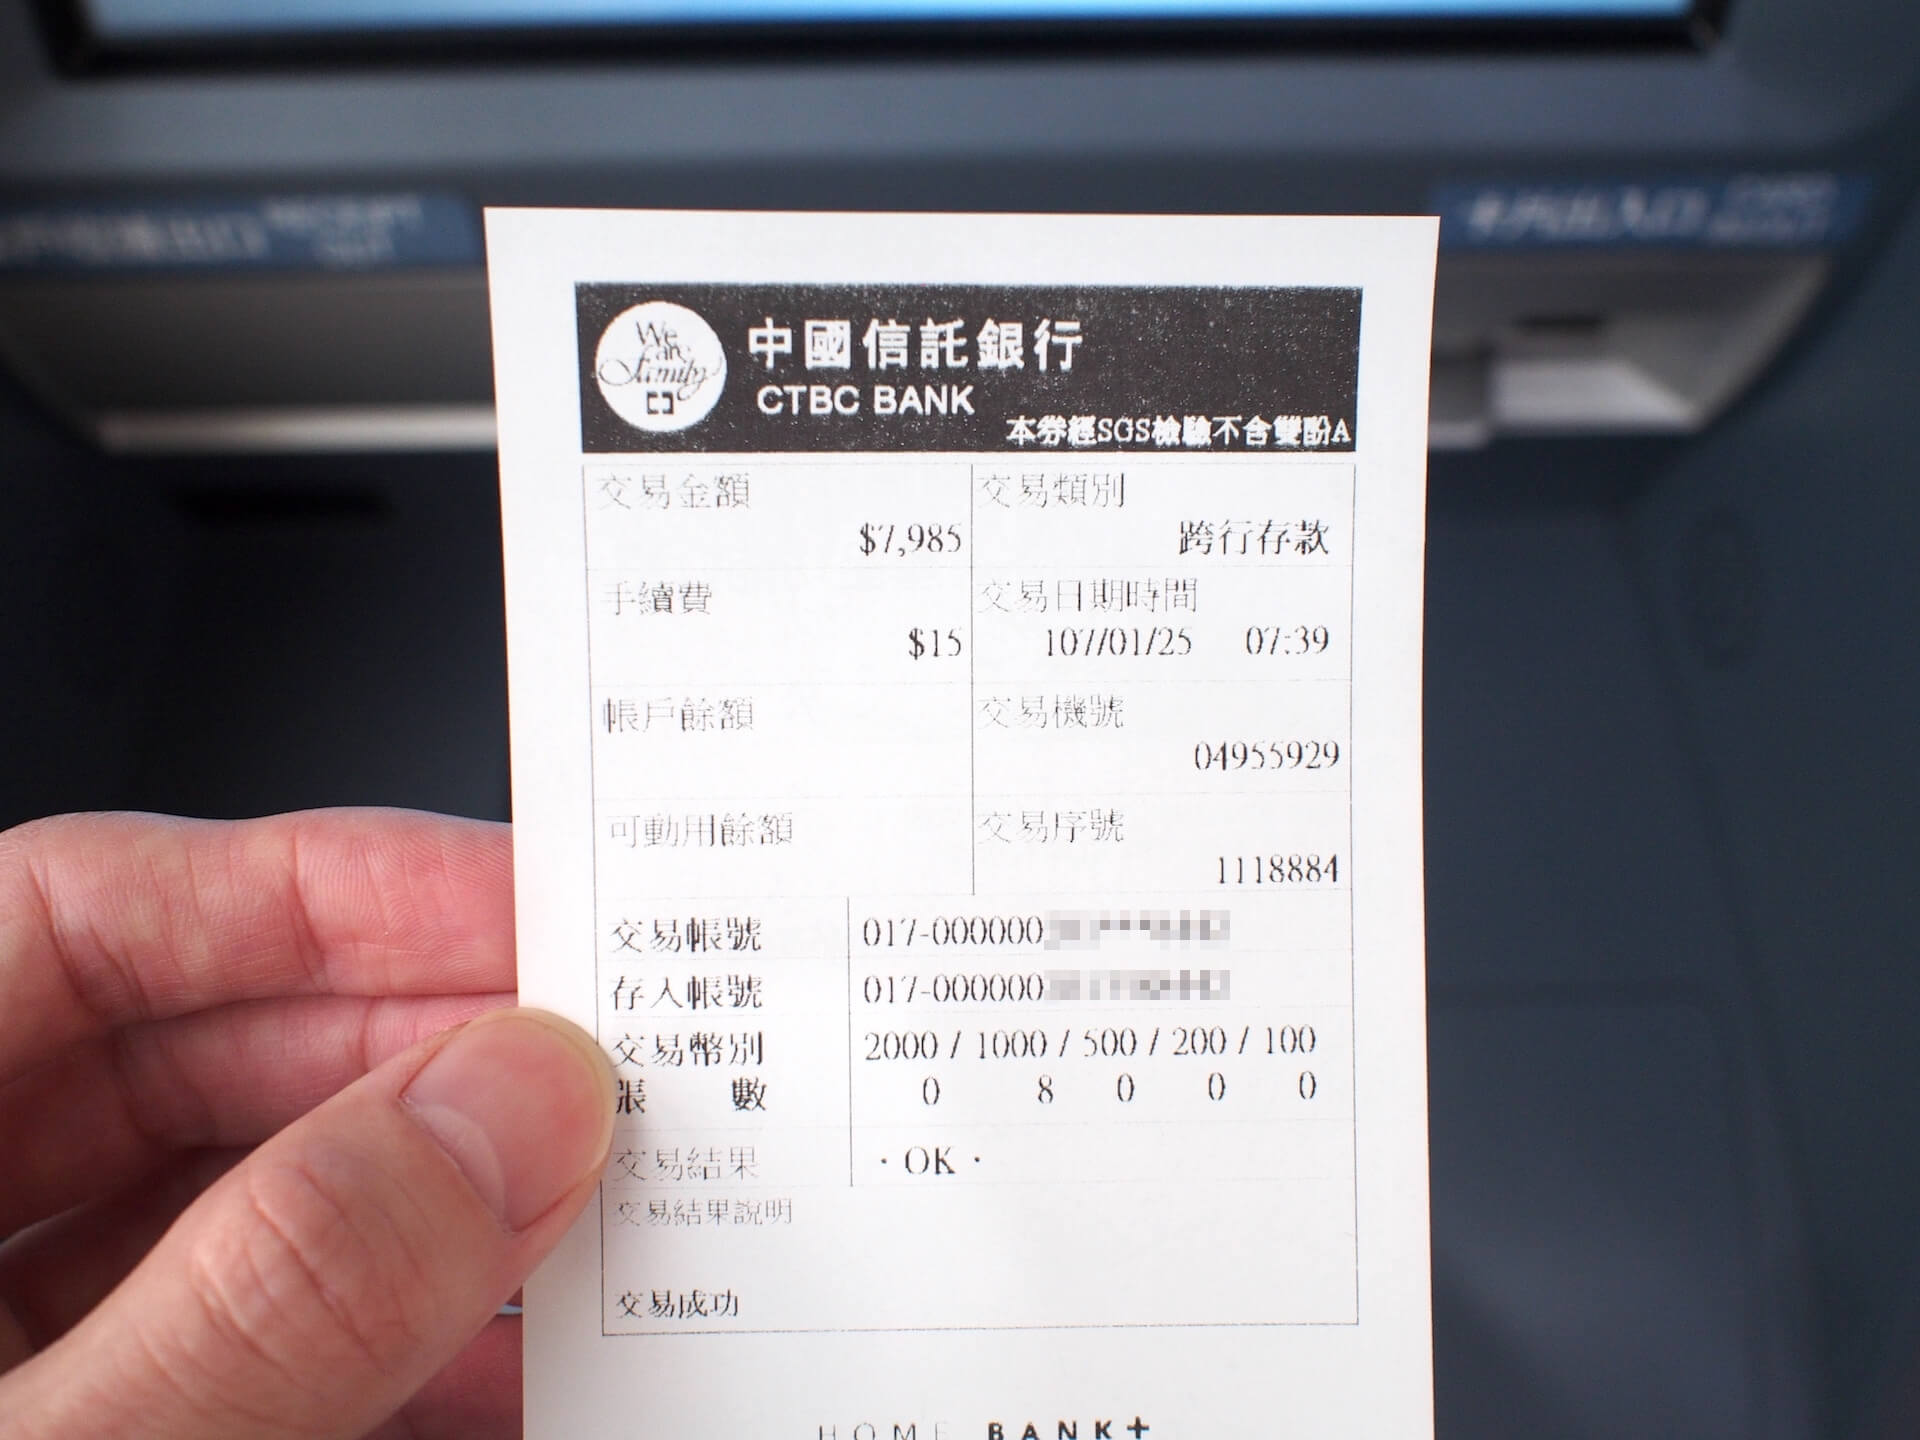 We
are
Family
中國信託銀行
CTBC BANK
本券經SGS檢驗不含雙酚A
交易金額 交易類別
$7,985 跨行存款
手續費 交易日期時間
$15 107/01/25 07:39
帳戶餘額 交易機號
04955929
可動用餘額 交易序號
1118884
交易帳號 017-000000
存入帳號 017-000000
交易幣別 2000 / 1000 / 500 / 200 / 100
張 數 0 8 0 0 0
交易結果 · OK ·
交易結果說明
交易成功
HOME BANK+